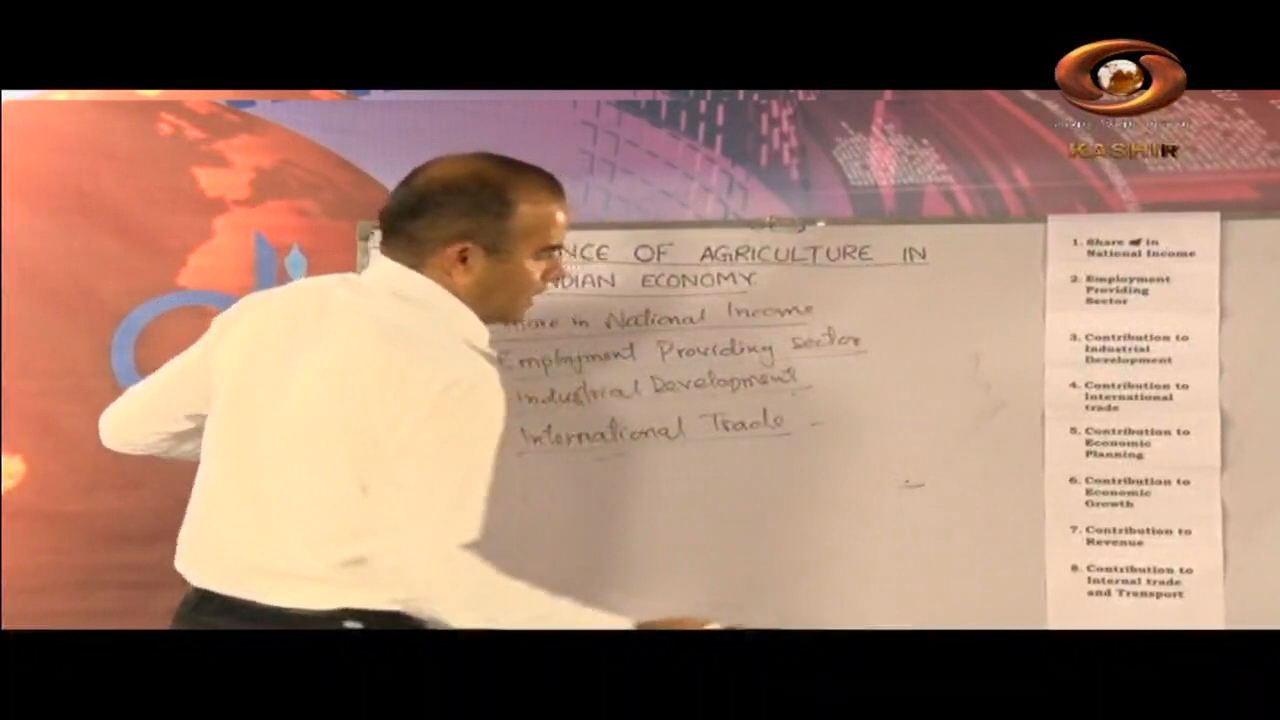 KASHIR
NCE OF AGRICULTURE IN
NDIAN ECONOMY
in National Income
Employment Providing sector
Industrial Development
International Trade
1. Share in
National Income
2. Employment
Providing
Sector
3. Contribution to
Industrial
Development
4. Contribution to
International
trade
5. Contribution to
Economic
Planning
6. Contribution to
Economic
Growth
7. Contribution to
Revenue
8. Contribution to
Internal trade
and Transport